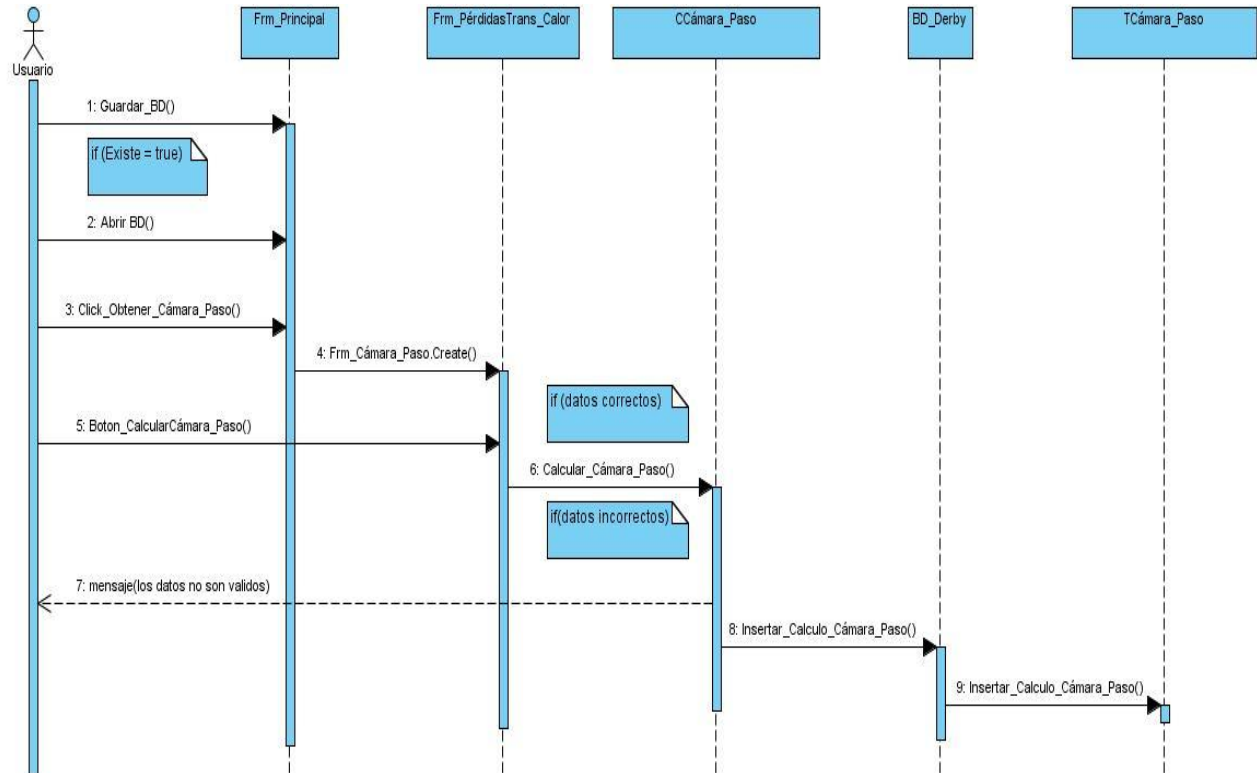 Frm_Principal
Frm_PérdidasTrans_Calor
CCámara_Paso
BD_Derby
TCámara_Paso
Usuario
1: Guardar_BD()
if (Existe = true)
2: Abrir BD()
3: Click_Obtener_Cámara_Paso()
4: Frm_Cámara_Paso.Create()
if (datos correctos)
5: Boton_CalcularCámara_Paso()
6: Calcular_Cámara_Paso()
if(datos incorrectos)
7: mensaje(los datos no son validos)
8: Insertar_Calculo_Cámara_Paso()
9: Insertar_Calculo_Cámara_Paso()